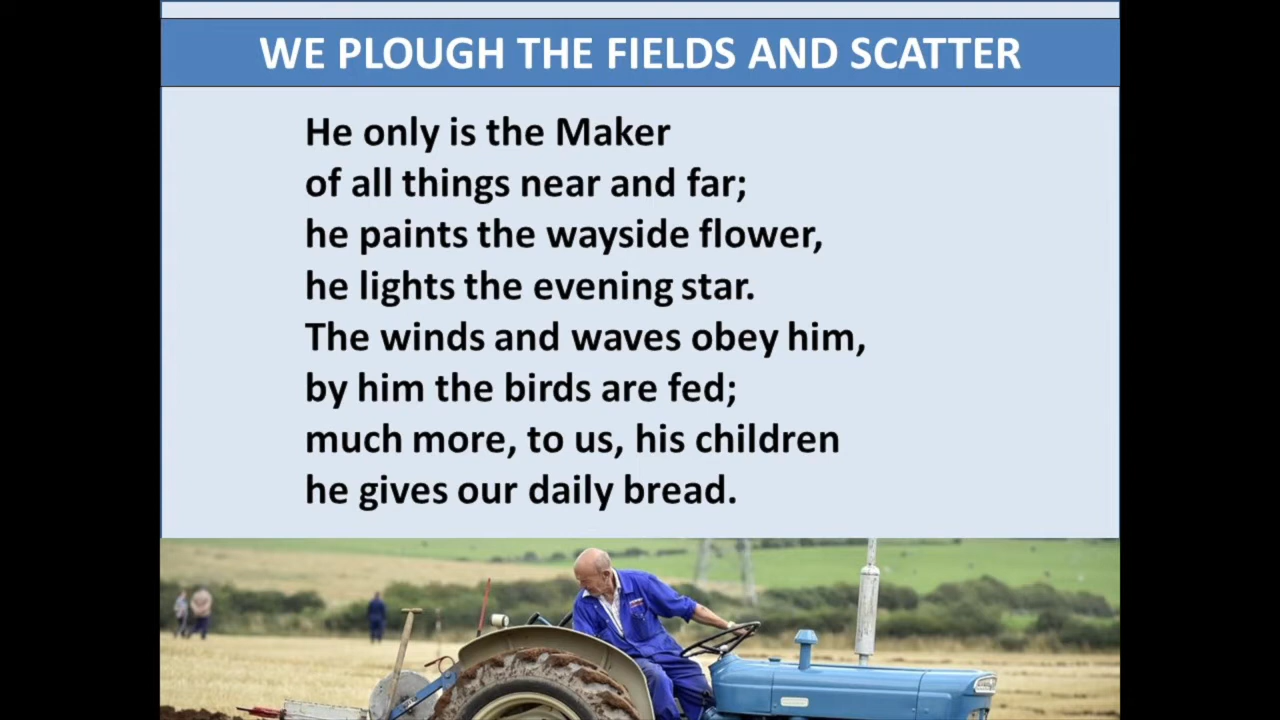 WE PLOUGH THE FIELDS AND SCATTER
He only is the Maker
of all things near and far;
he paints the wayside flower,
he lights the evening star.
The winds and waves obey him,
by him the birds are fed;
much more, to us, his children
he gives our daily bread.